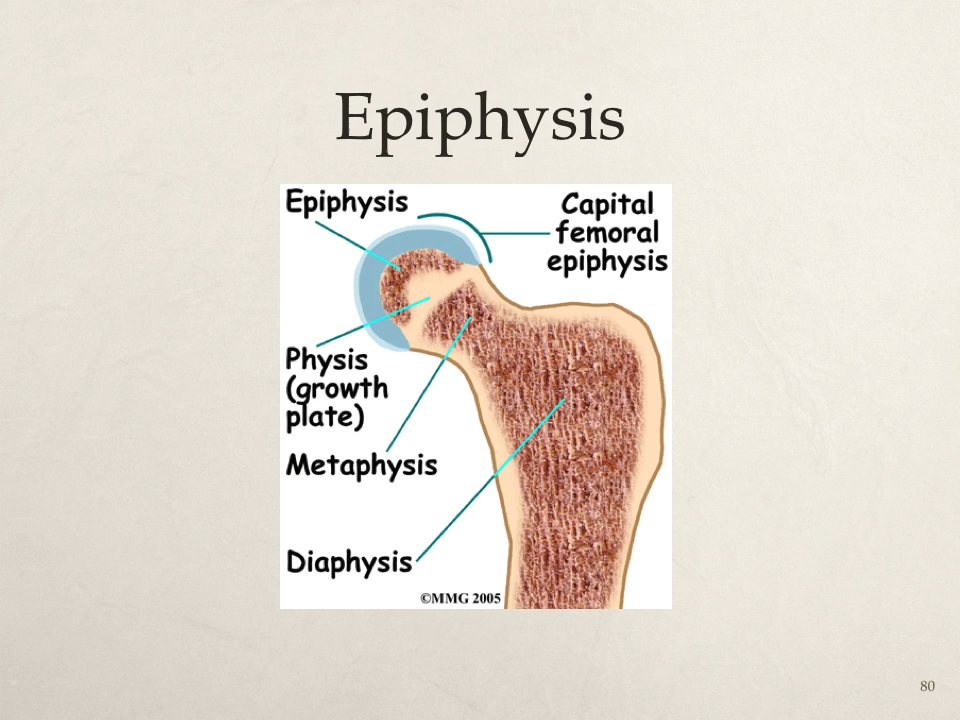 Epiphysis
Epiphysis
Capital
femoral
epiphysis
Physis
(growth
plate)
Metaphysis
Diaphysis
©MMG 2005
80